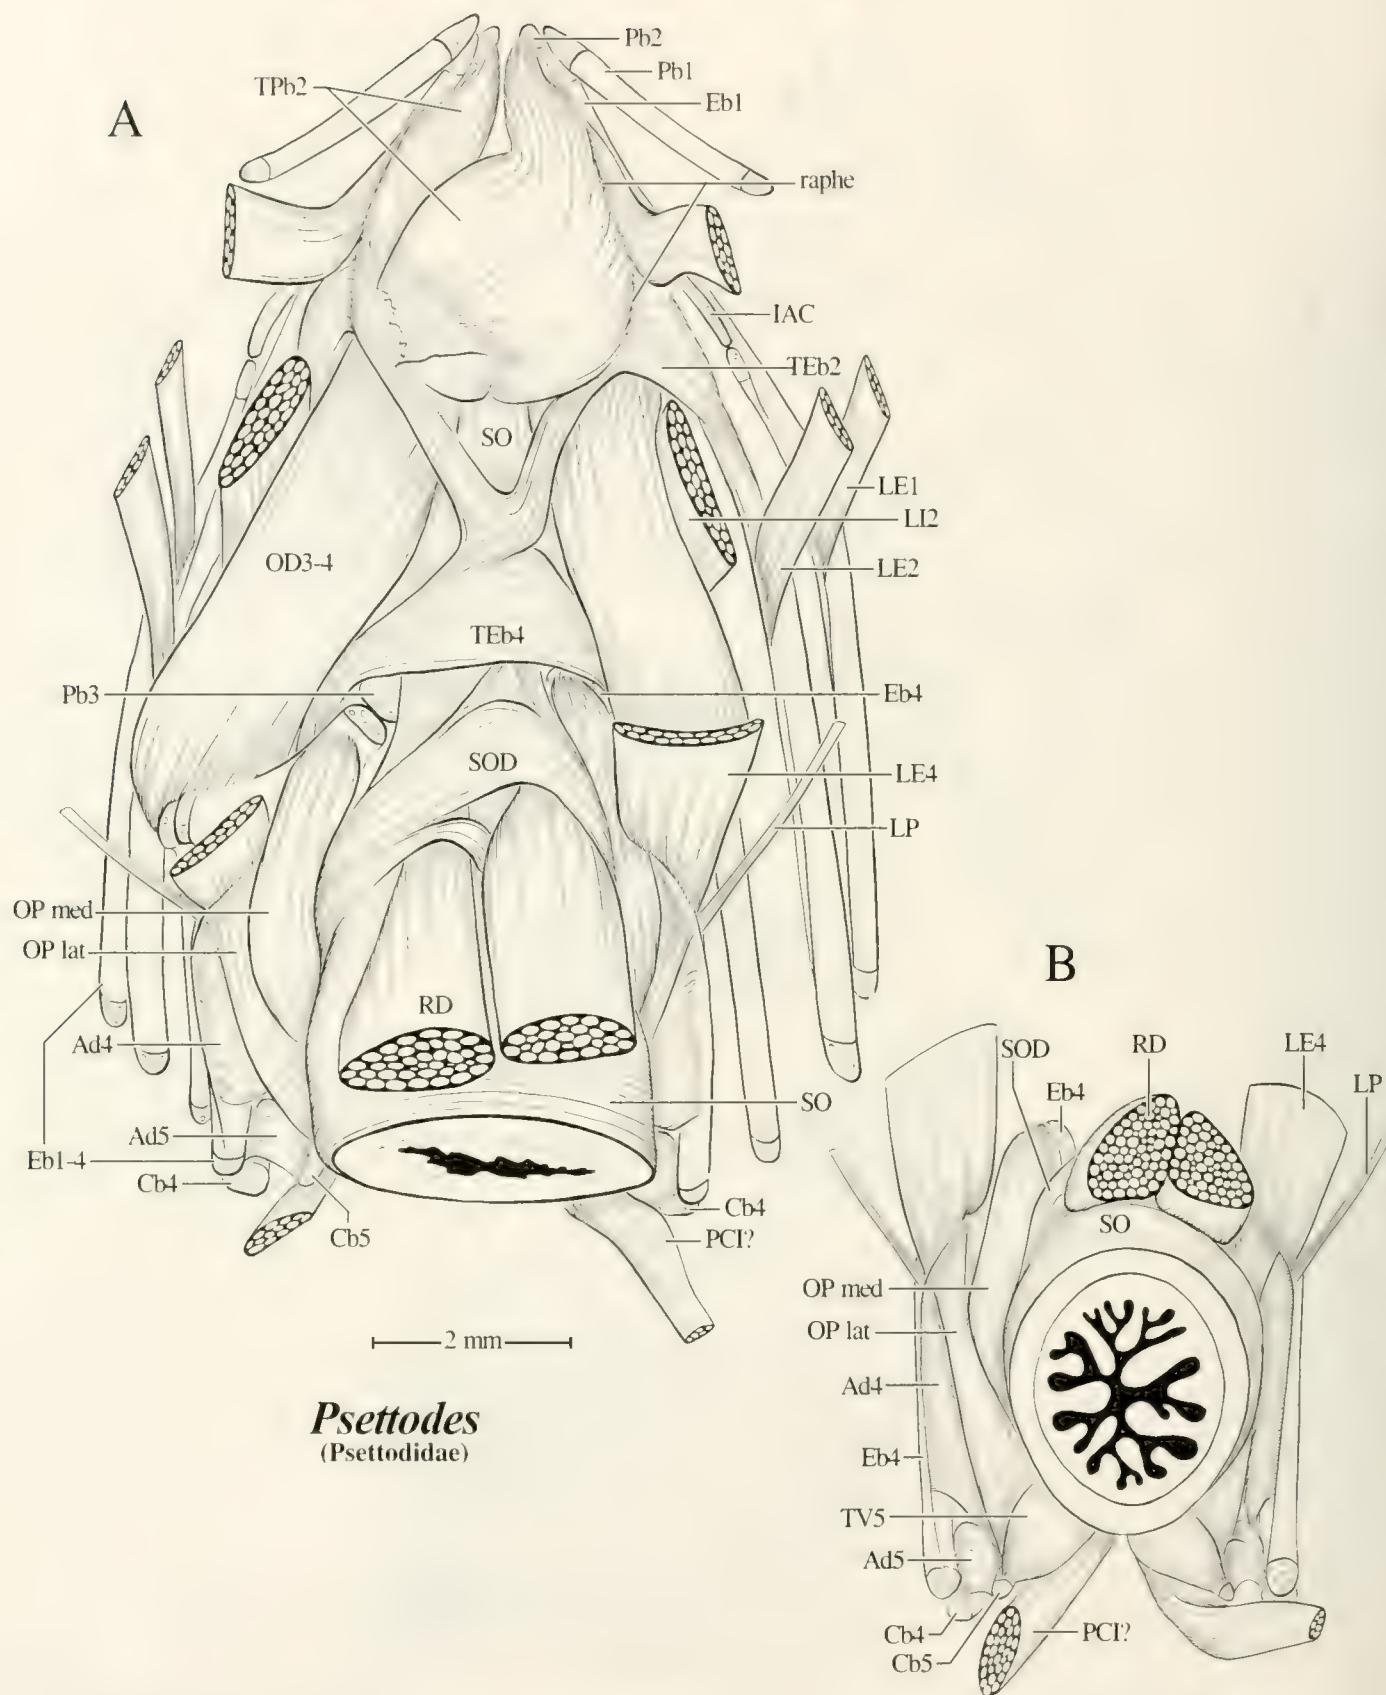 A
TPb2
Pb2
Pb1
Eb1
raphe
IAC
TEb2
SO
LE1
LI2
LE2
OD3-4
TEb4
Pb3
Eb4
SOD
LE4
LP
OP med
OP lat
RD
Ad4
SO
Ad5
Eb1-4
Cb4
Cb5
Cb4
PCI?
2 mm
Psettodes
(Psettodidae)
B
SOD
RD
LE4
Eb4
LP
SO
OP med
OP lat
Ad4
Eb4
TV5
Ad5
Cb4
Cb5
PCI?